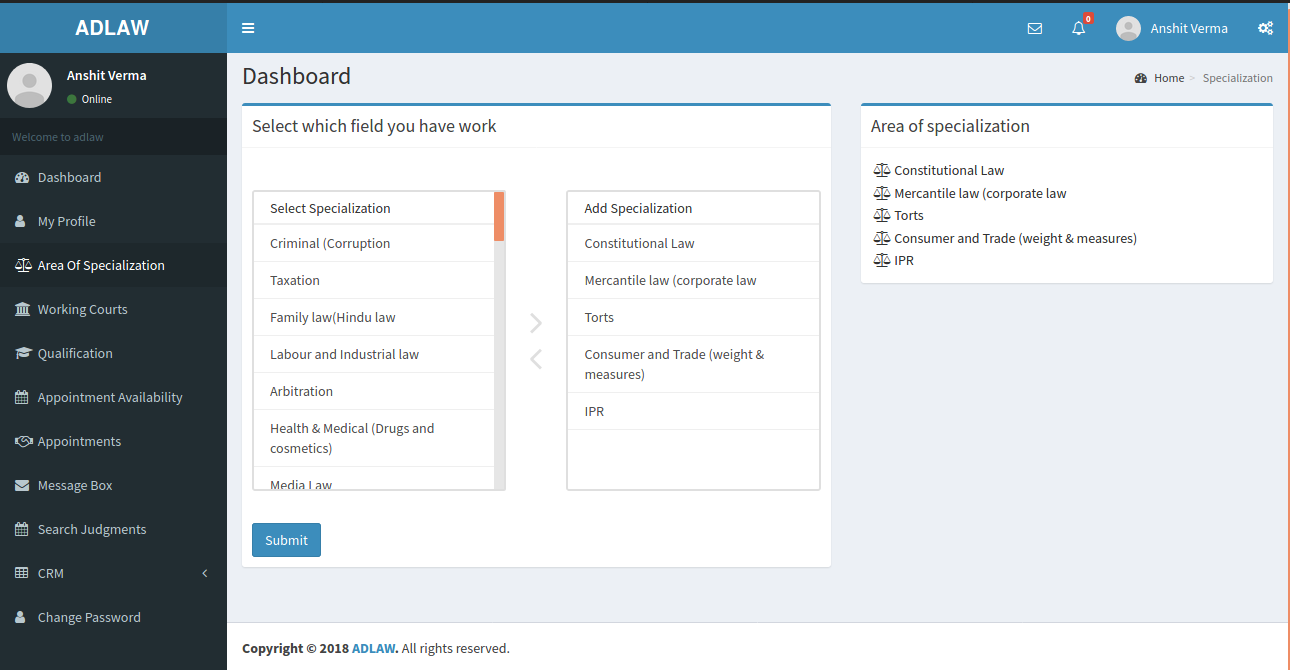 ADLAW
0
Anshit Verma
Anshit Verma
Online
Welcome to adlaw
Dashboard
My Profile
Area Of Specialization
Working Courts
Qualification
Appointment Availability
Appointments
Message Box
Search Judgments
CRM
Change Password
Dashboard
Home > Specialization
Select which field you have work
Select Specialization
Criminal (Corruption
Taxation
Family law(Hindu law
Labour and Industrial law
Arbitration
Health & Medical (Drugs and
cosmetics)
Media Law
Add Specialization
Constitutional Law
Mercantile law (corporate law
Torts
Consumer and Trade (weight &
measures)
IPR
Submit
Area of specialization
Constitutional Law
Mercantile law (corporate law
Torts
Consumer and Trade (weight & measures)
IPR
Copyright © 2018 ADLAW. All rights reserved.